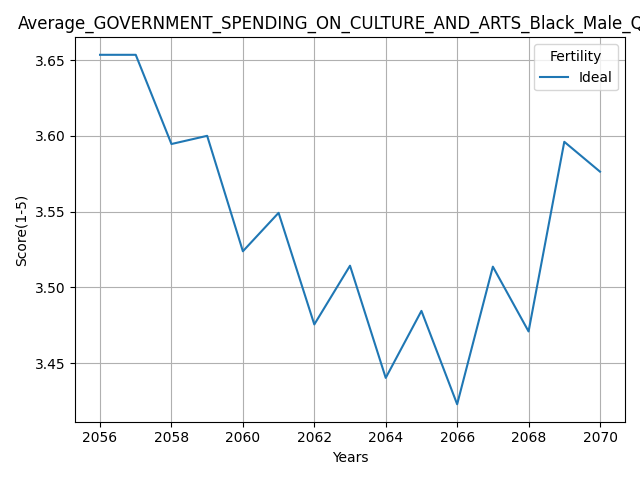 Average_GOVERNMENT_SPENDING_ON_CULTURE_AND_ARTS_Black_Male_Q
Fertility
Ideal
3.65
3.60
3.55
3.50
3.45
Score(1-5)
2056 2058 2060 2062 2064 2066 2068 2070
Years